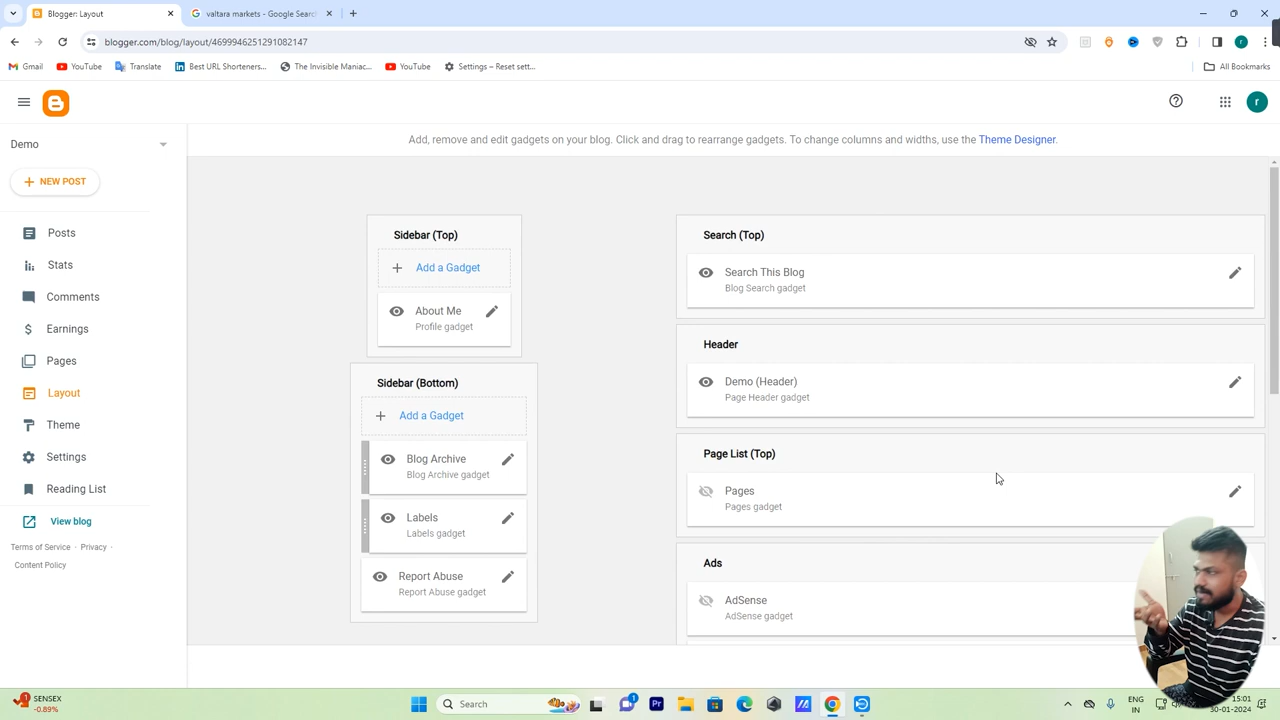 Blogger: Layout
valtara markets - Google Searc
blogger.com/blog/layout/4699946251291082147
Gmail
YouTube
Translate
Best URL Shorteners...
The Invisible Maniac...
YouTube
Settings – Reset sett...
All Bookmarks
r
Demo
Add, remove and edit gadgets on your blog. Click and drag to rearrange gadgets. To change columns and widths, use the Theme Designer.
NEW POST
Posts
Stats
Comments
Earnings
Pages
Layout
Theme
Settings
Reading List
View blog
Terms of Service · Privacy ·
Content Policy
Sidebar (Top)
Add a Gadget
About Me
Profile gadget
Sidebar (Bottom)
Add a Gadget
Blog Archive
Blog Archive gadget
Labels
Labels gadget
Report Abuse
Report Abuse gadget
Search (Top)
Search This Blog
Blog Search gadget
Header
Demo (Header)
Page Header gadget
Page List (Top)
Pages
Pages gadget
Ads
AdSense
AdSense gadget
1
SENSEX
-0.89%
Search
1
Pr
ENG
IN
15:01
30-01-2024